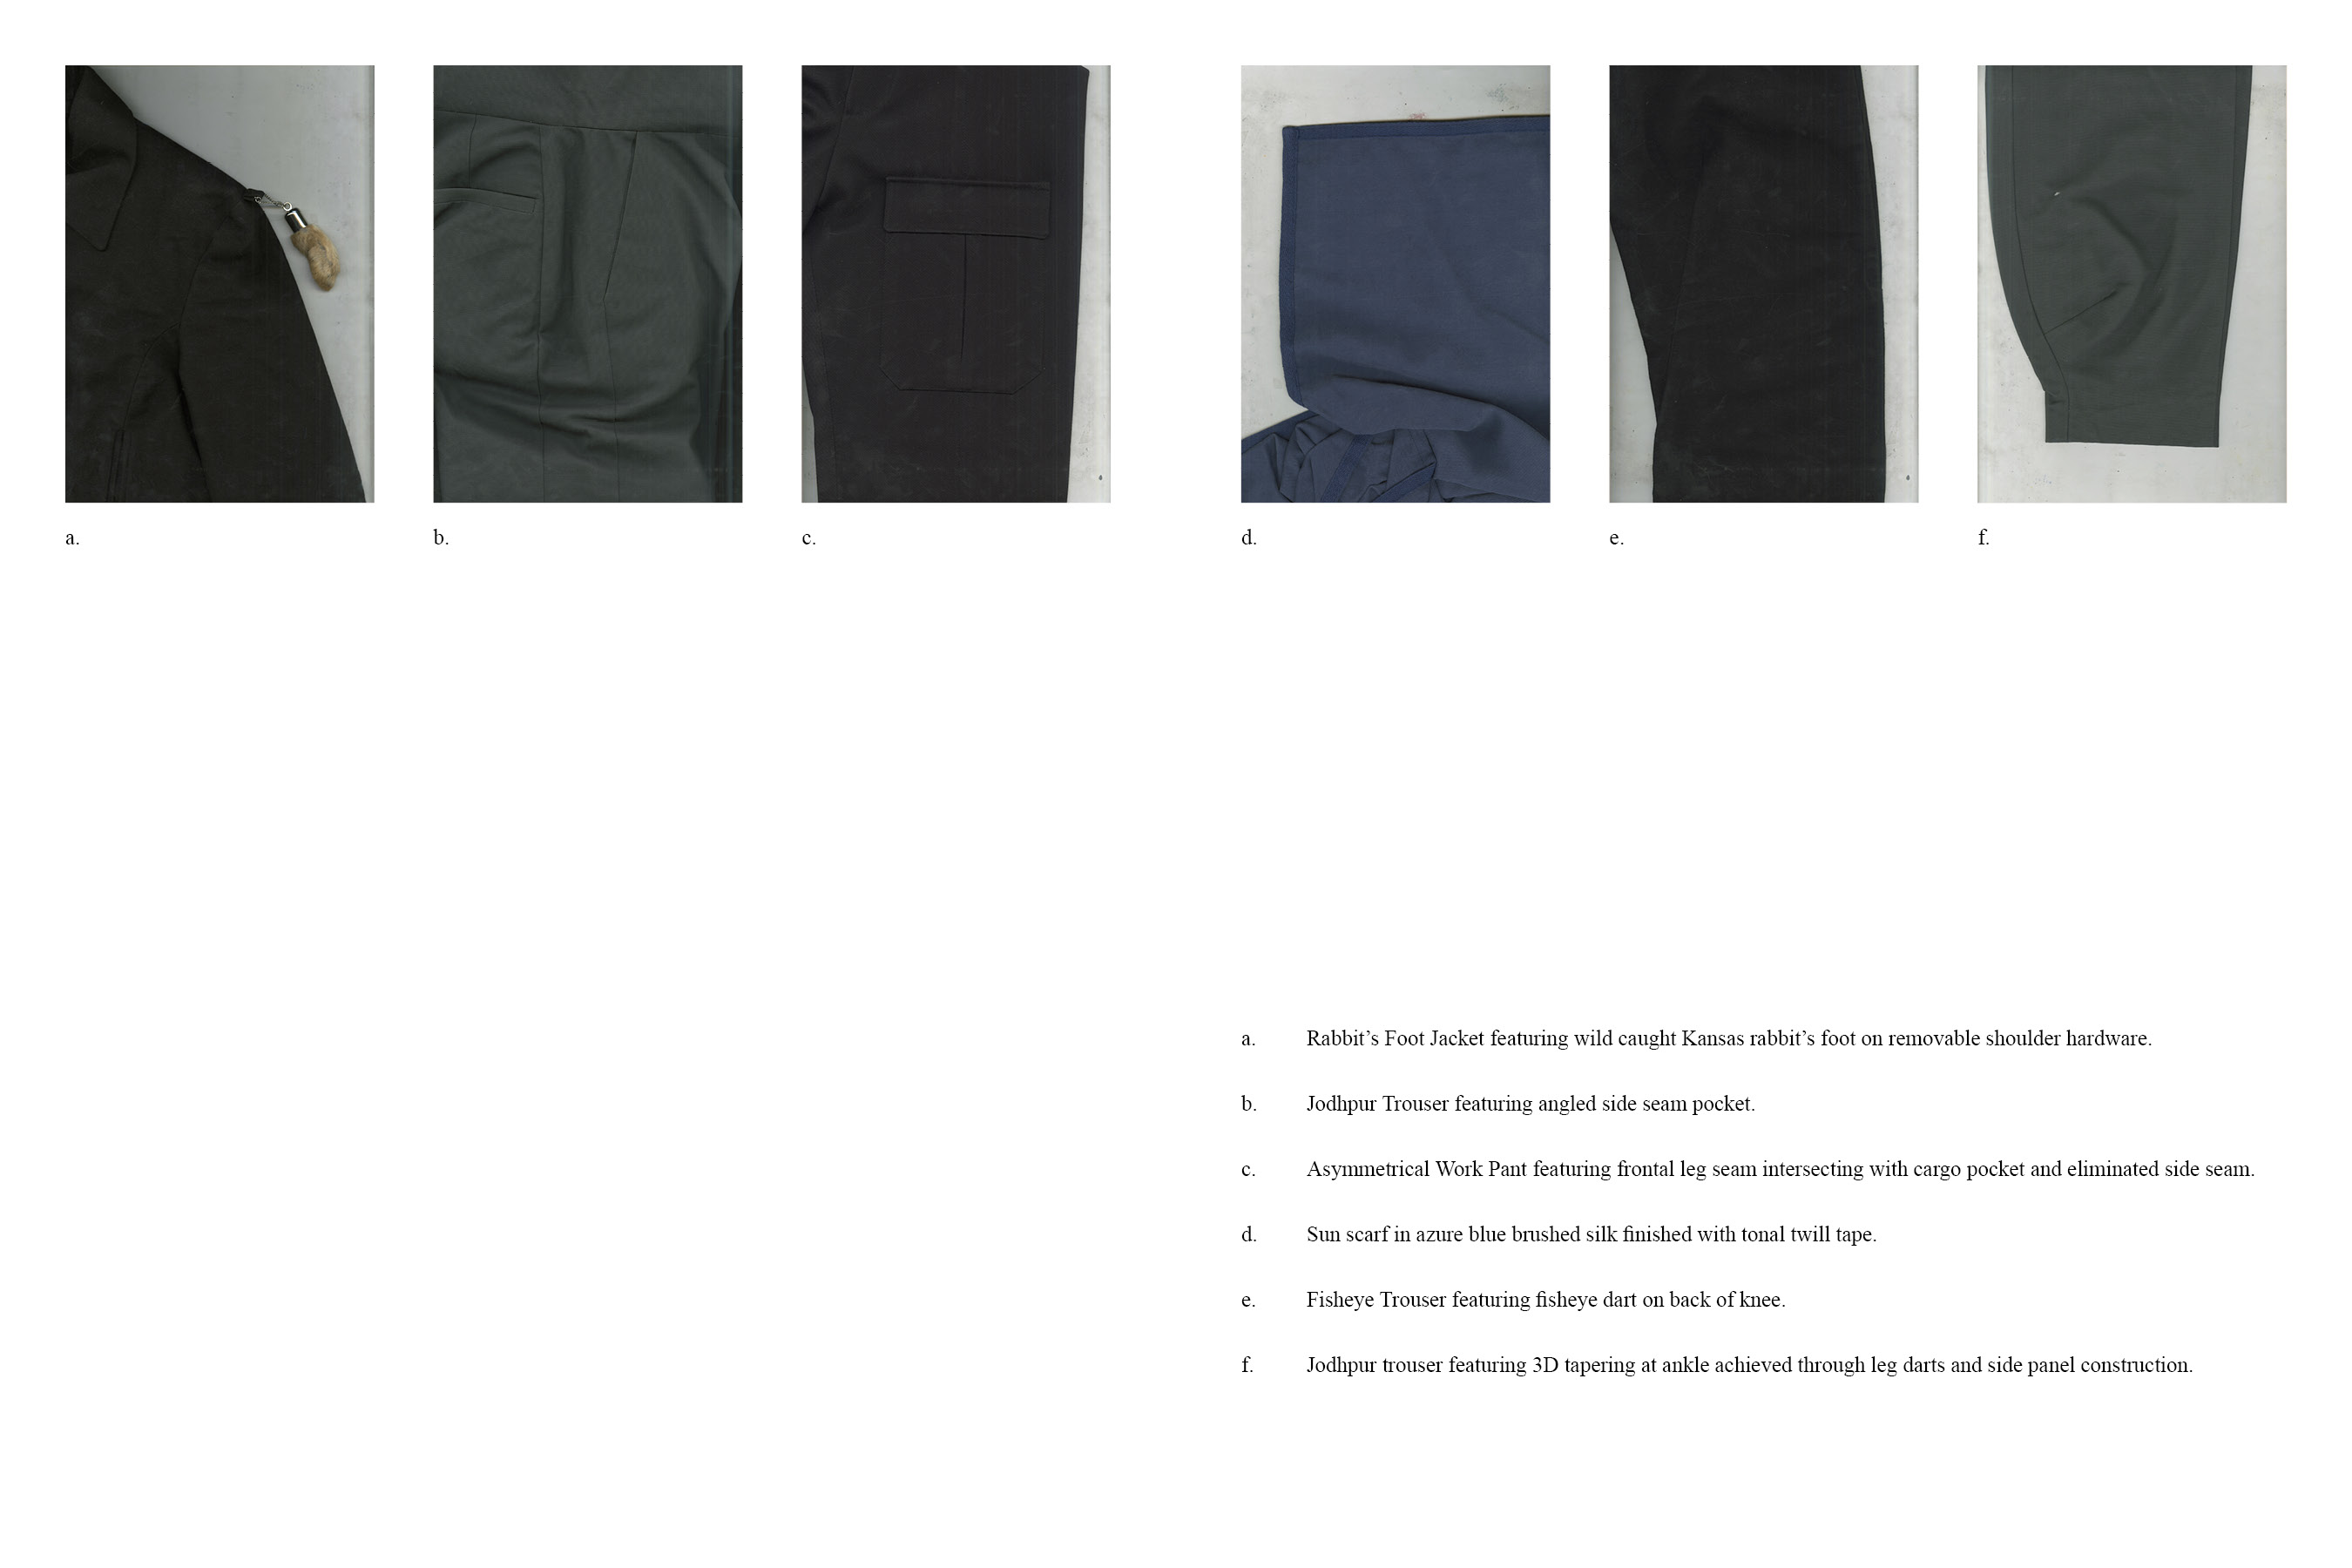 a.
b.
c.
d.
e.
f.
a. Rabbit’s Foot Jacket featuring wild caught Kansas rabbit’s foot on removable shoulder hardware.
b. Jodhpur Trouser featuring angled side seam pocket.
c. Asymmetrical Work Pant featuring frontal leg seam intersecting with cargo pocket and eliminated side seam.
d. Sun scarf in azure blue brushed silk finished with tonal twill tape.
e. Fisheye Trouser featuring fisheye dart on back of knee.
f. Jodhpur trouser featuring 3D tapering at ankle achieved through leg darts and side panel construction.